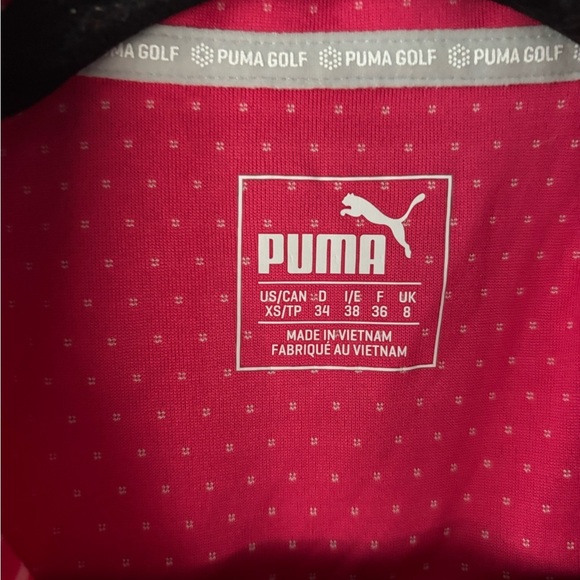 MA GOLF PUMA GOLF PUMA GOLF PUMA GOLF
PUMA
US/CAN D I/E F UK
XS/TP 34 38 36 8
MADE IN VIETNAM
FABRIQUÉ AU VIETNAM